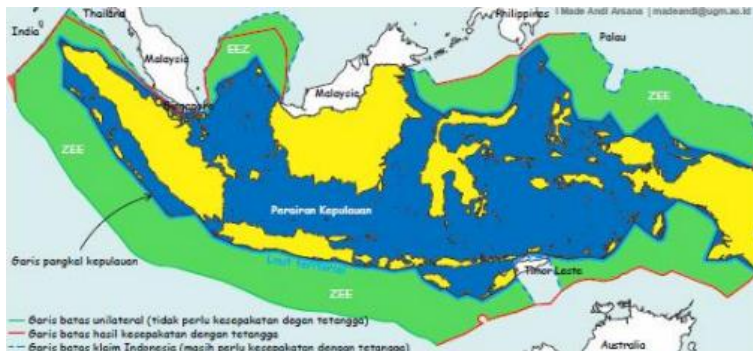 Thailand
Philippines
I Made Andi Arsana | madeandi@ugm.ac.id
India
Malaysia
EEZ
Palau
Malaysia
Singapore
ZEE
ZEE
Perairan Kepulauan
Garis pangkal kepulauan
Laut teritorial
Timor Leste
ZEE
Garis batas unilateral (tidak perlu kesepakatan degan tetangga)
Garis batas hasil kesepakatan dengan tetangga
Garis batas klaim Indonesia (masih perlu kesepakatan dengan tetangga)
Australia